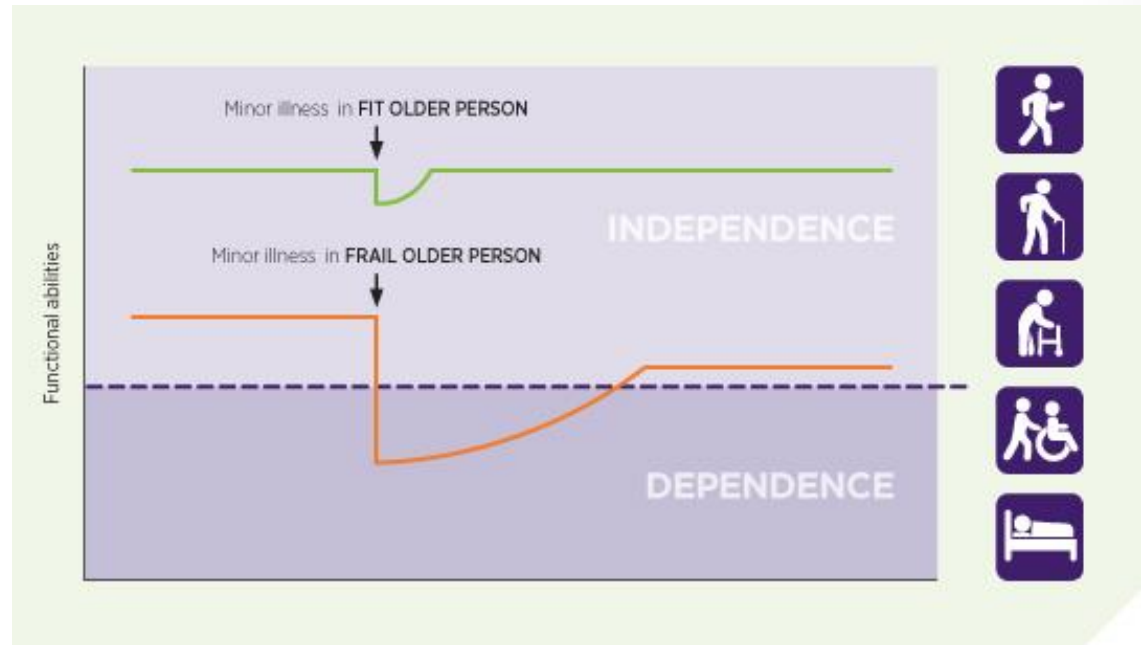 Minor illness in FIT OLDER PERSON
INDEPENDENCE
Minor illness in FRAIL OLDER PERSON
Functional abilities
DEPENDENCE